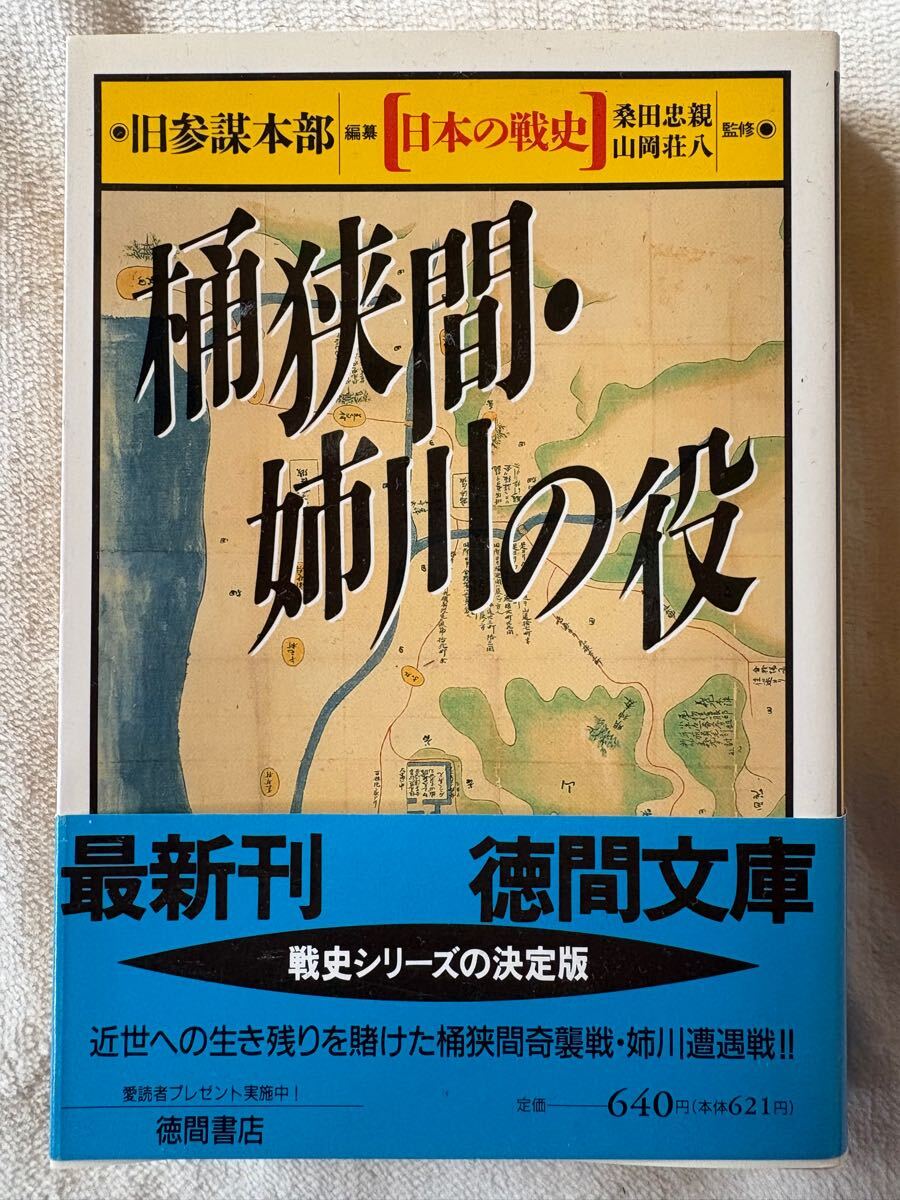 旧参謀本部 編纂 [日本の戦史] 桑田忠親 山岡荘八 監修
桶狭間・
姉川の役
最新刊 徳間文庫
戦史シリーズの決定版
近世への生き残りを賭けた桶狭間奇襲戦・姉川遭遇戦!!
愛読者プレゼント実施中!
徳間書店
定価――640円(本体621円)